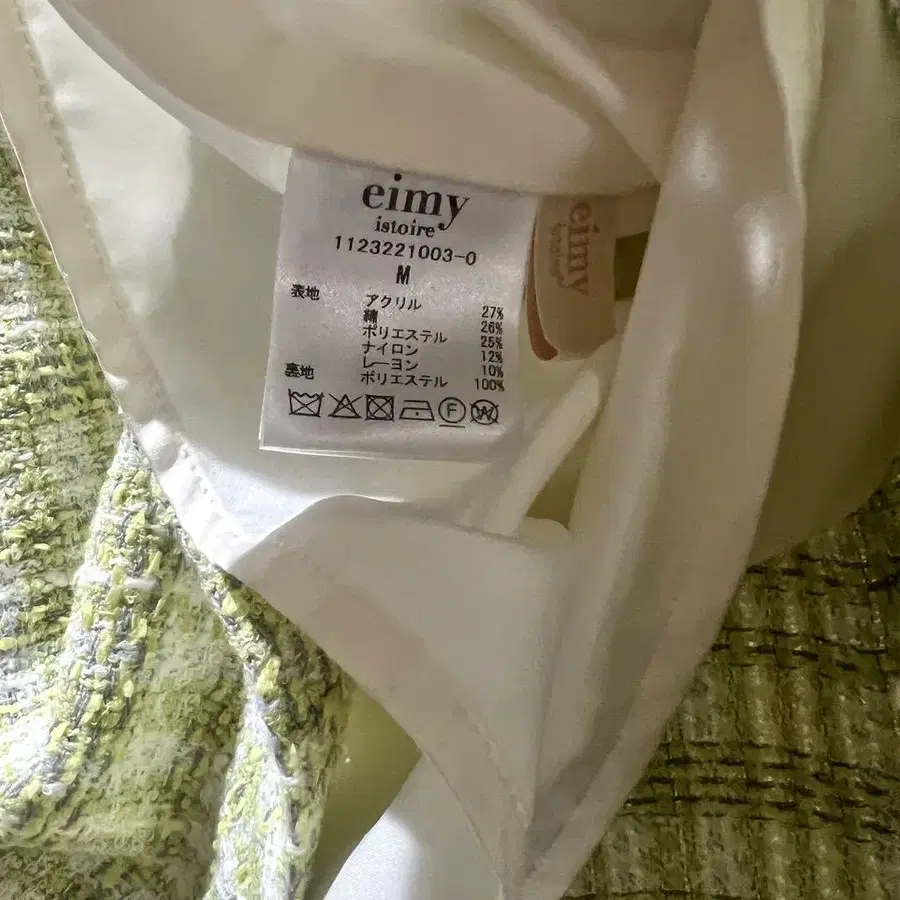 eimy
istoire
1123221003-0
M
表地 アクリル 27%
綿 26%
ポリエステル 25%
ナイロン 12%
レーヨン 10%
裏地 ポリエステル 100%
F W
eimy
istoire